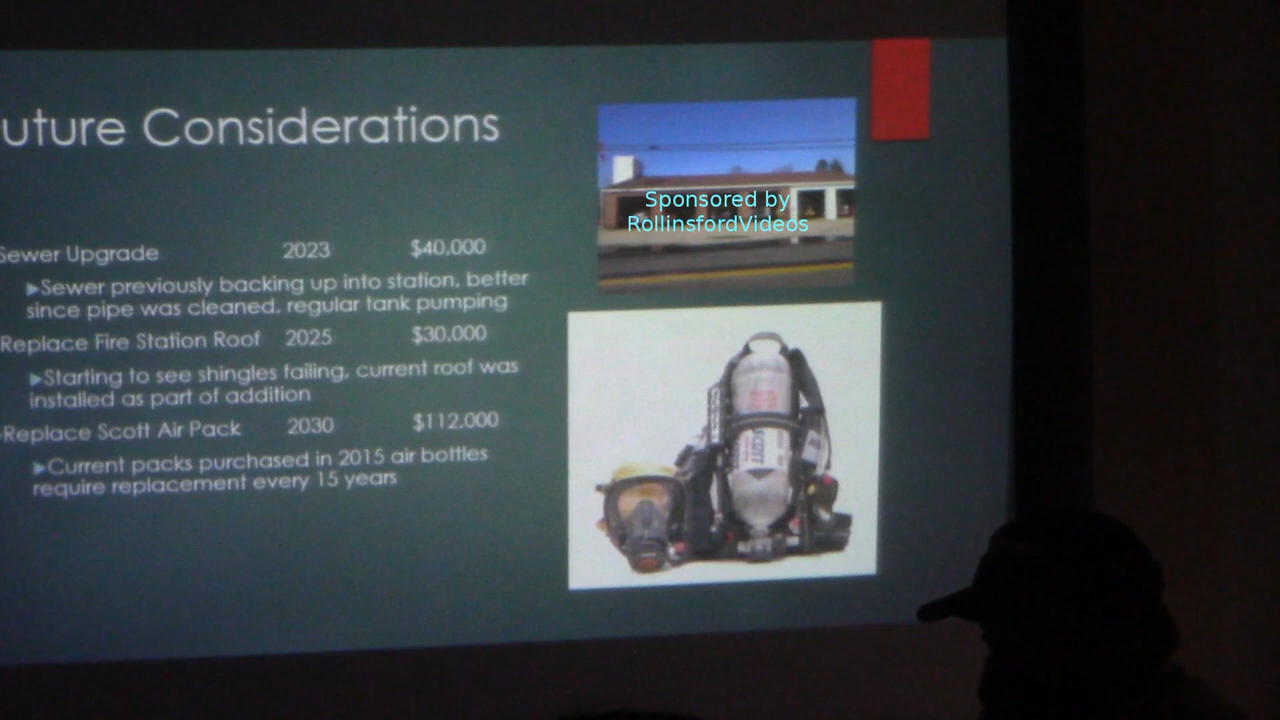 uture Considerations
Sponsored by
RollinsfordVideos
Sewer Upgrade 2023 $40,000
Sewer previously backing up into station, better
since pipe was cleaned, regular tank pumping
Replace Fire Station Roof 2025 $30,000
Starting to see shingles failing, current roof was
installed as part of addition
Replace Scott Air Pack 2030 $112,000
Current packs purchased in 2015 air bottles
require replacement every 15 years
SCOTT